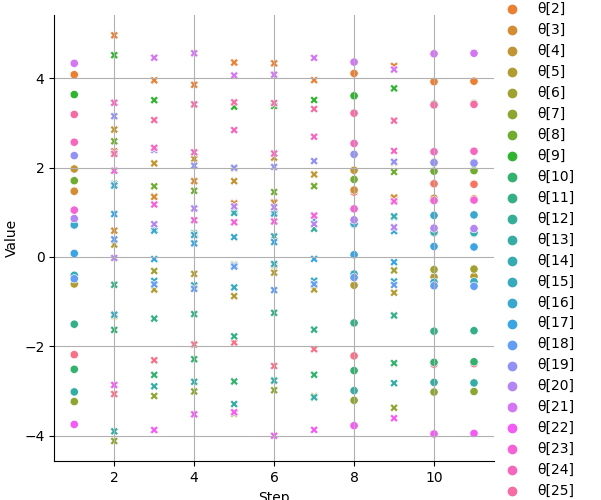 4
2
0
−2
−4
Value
2
4
6
8
10
Step
θ[2]
θ[3]
θ[4]
θ[5]
θ[6]
θ[7]
θ[8]
θ[9]
θ[10]
θ[11]
θ[12]
θ[13]
θ[14]
θ[15]
θ[16]
θ[17]
θ[18]
θ[19]
θ[20]
θ[21]
θ[22]
θ[23]
θ[24]
θ[25]